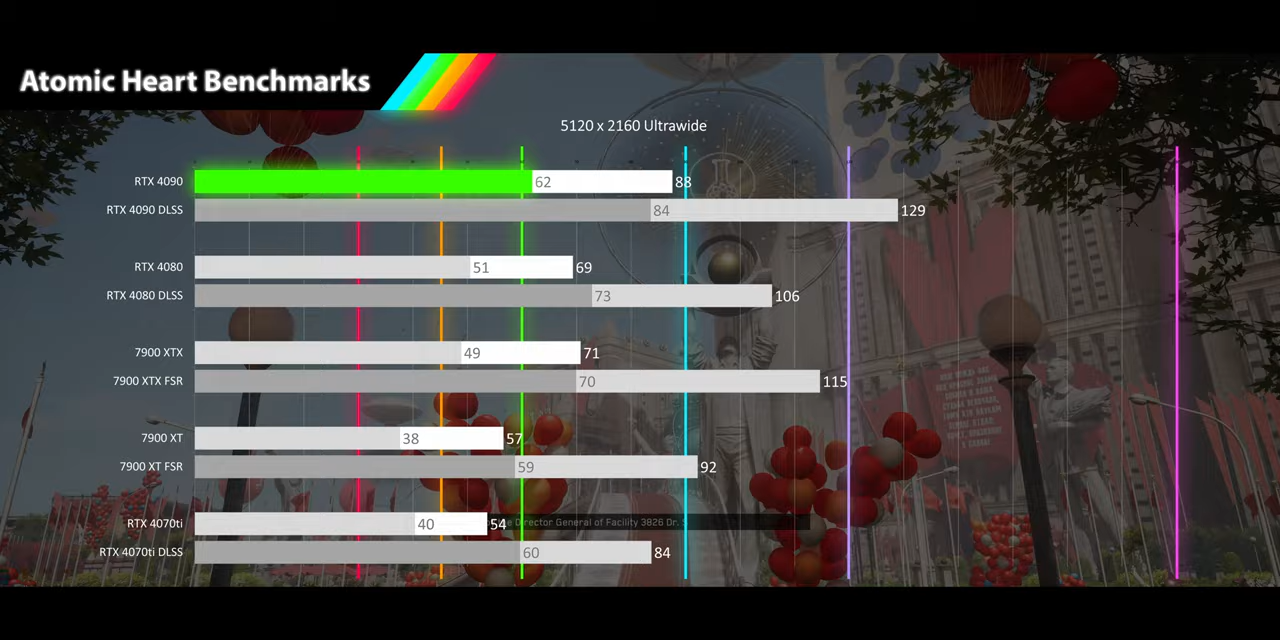 Atomic Heart Benchmarks
5120 x 2160 Ultrawide
RTX 4090 62 88
RTX 4090 DLSS 84 129
RTX 4080 51 69
RTX 4080 DLSS 73 106
7900 XTX 49 71
7900 XTX FSR 70 115
7900 XT 38 57
7900 XT FSR 59 92
RTX 4070ti 40 54
Director General of Facility 3826 Dr.
RTX 4070ti DLSS 60 84